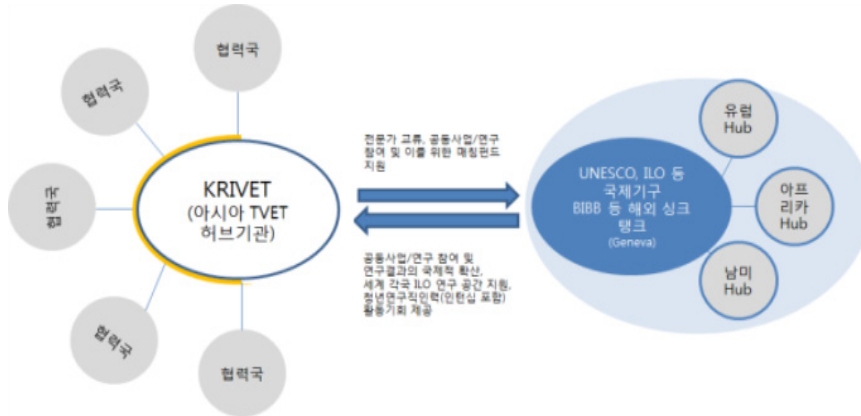 협력국
협력국
협력국
협력국
협력국
KRIVET
(아시아 TVET
허브기관)
전문가 교류, 공동사업/연구
참여 및 이를 위한 매칭펀드
지원
공동사업/연구 참여 및
연구결과의 국제적 확산,
세계 각국 ILO 연구 공간 지원,
청년연구직인력(인턴십 포함)
활동기회 제공
UNESCO, ILO 등
국제기구
BIBB 등 해외 싱크
탱크
(Geneva)
유럽
Hub
아프
리카
Hub
남미
Hub